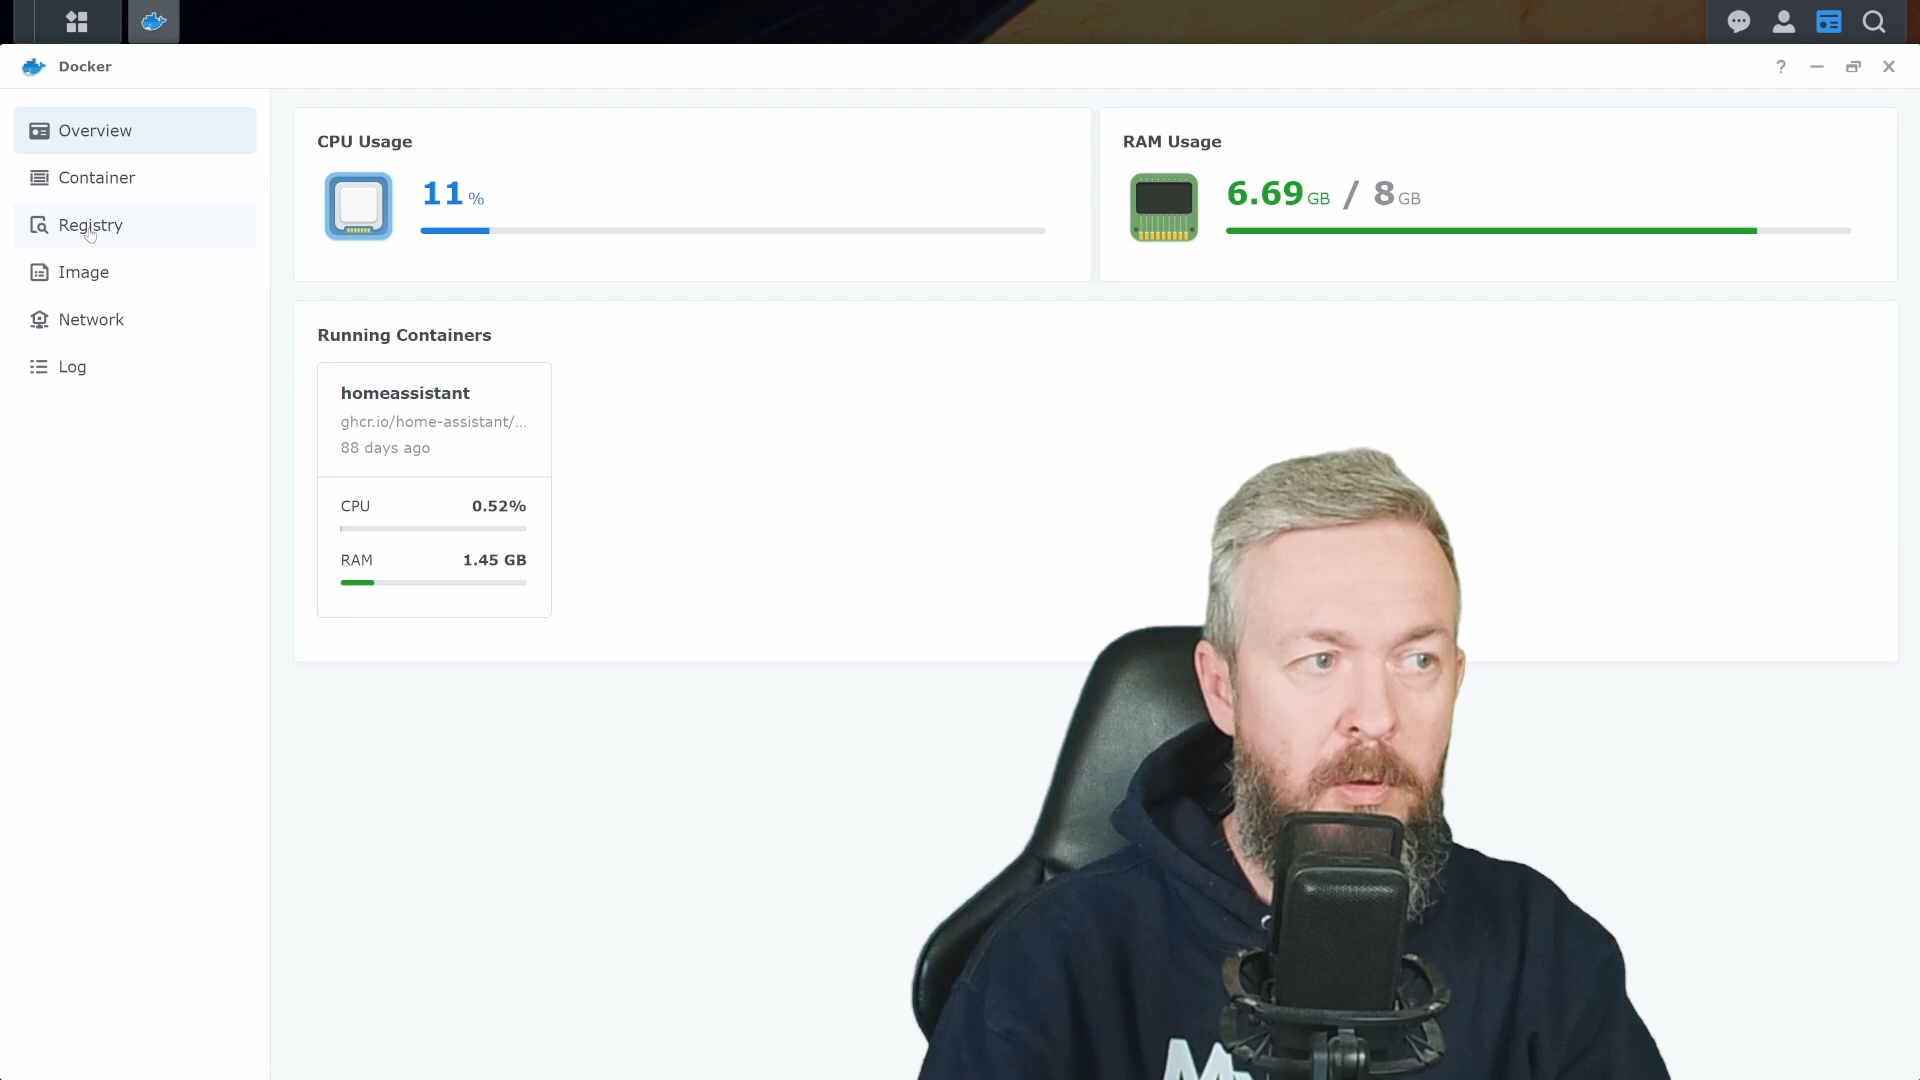 Docker
?
Overview
Container
Registry
Image
Network
Log
CPU Usage
11 %
RAM Usage
6.69 GB / 8 GB
Running Containers
homeassistant
ghcr.io/home-assistant/...
88 days ago
CPU 0.52%
RAM 1.45 GB